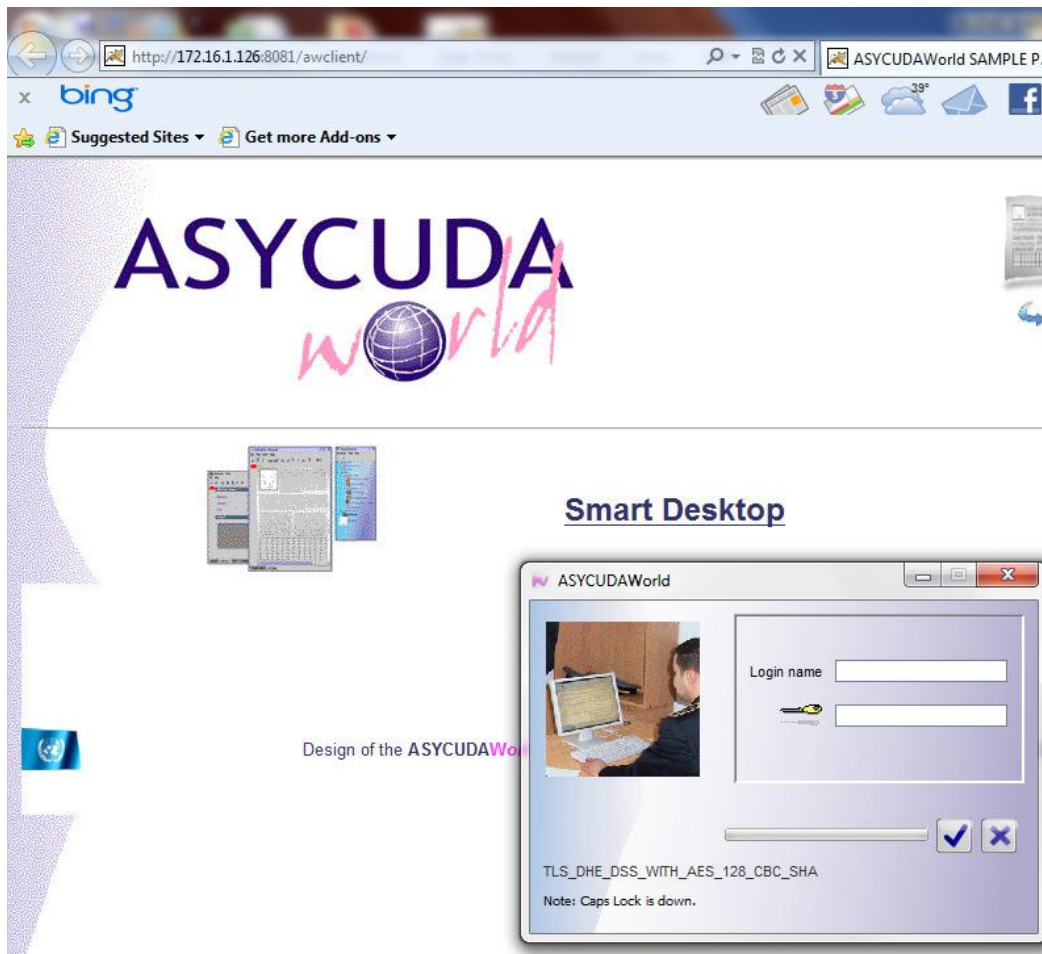 http://172.16.1.126:8081/awclient/
ASYCUDAWorld SAMPLE P
x bing
39°
Suggested Sites ▾ Get more Add-ons ▾
ASYCUDA
world
Smart Desktop
ASYCUDAWorld
Login name
Design of the ASYCUDAWo
TLS_DHE_DSS_WITH_AES_128_CBC_SHA
Note: Caps Lock is down.